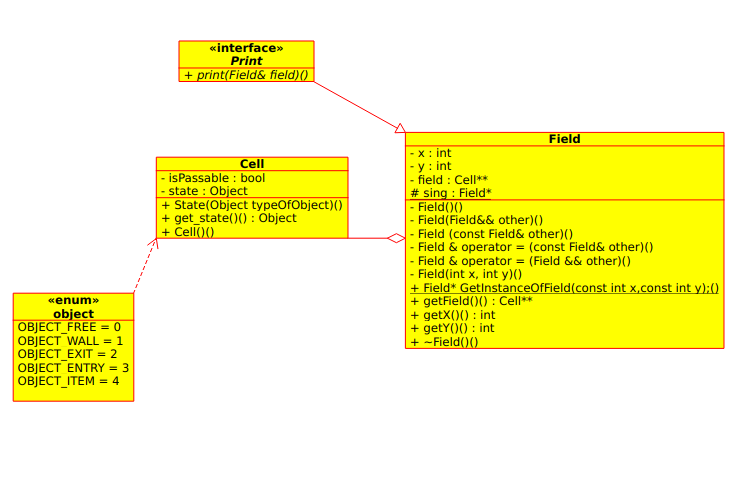 «interface»
Print
+ print(Field& field)()
Cell
- isPassable : bool
- state : Object
+ State(Object typeOfObject)()
+ get_state()() : Object
+ Cell()()
«enum»
object
OBJECT_FREE = 0
OBJECT_WALL = 1
OBJECT_EXIT = 2
OBJECT_ENTRY = 3
OBJECT_ITEM = 4
Field
- x : int
- y : int
- field : Cell**
# sing : Field*
- Field()()
- Field(Field&& other)()
- Field (const Field& other)()
- Field & operator = (const Field& other)()
- Field & operator = (Field && other)()
- Field(int x, int y)()
+ Field* GetInstanceOfField(const int x,const int y);()
+ getField()() : Cell**
+ getX()() : int
+ getY()() : int
+ ~Field()()